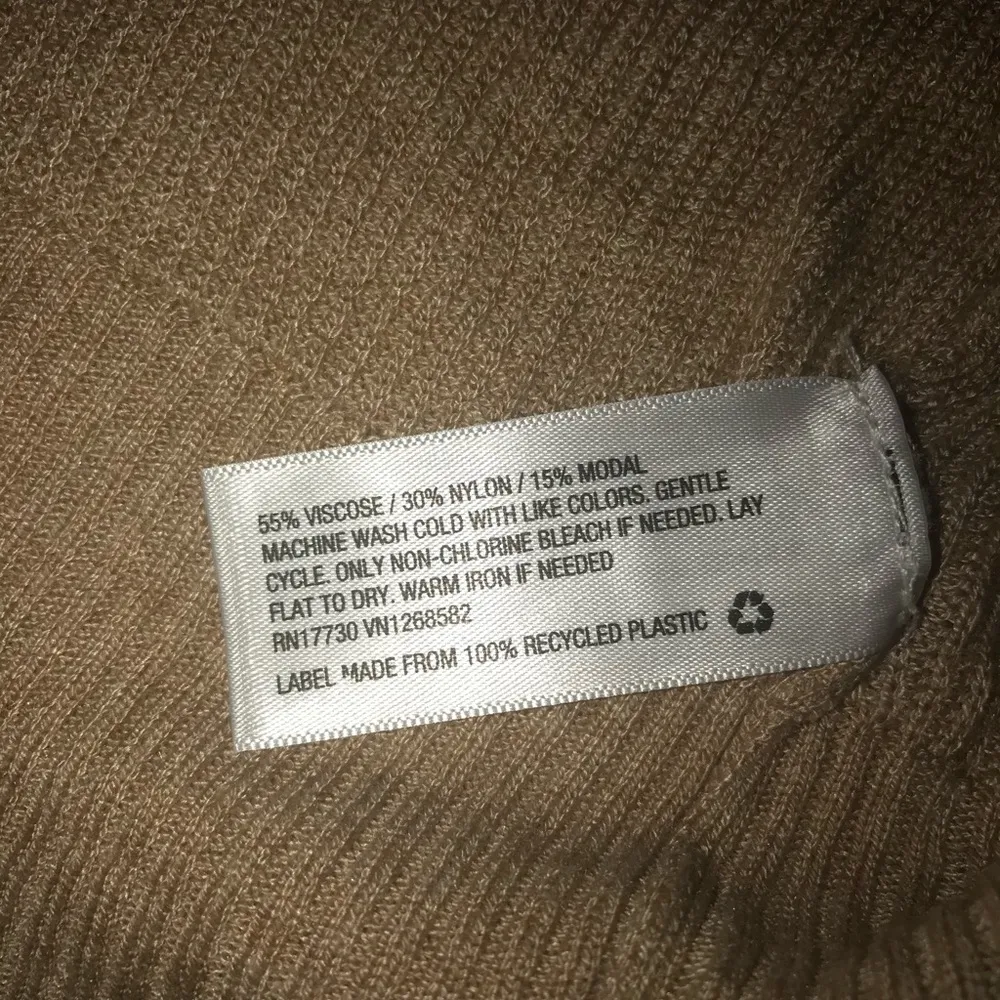 55% VISCOSE / 30% NYLON / 15% MODAL
MACHINE WASH COLD WITH LIKE COLORS. GENTLE
CYCLE. ONLY NON-CHLORINE BLEACH IF NEEDED. LAY
FLAT TO DRY. WARM IRON IF NEEDED
RN17730 VN1268582
LABEL MADE FROM 100% RECYCLED PLASTIC